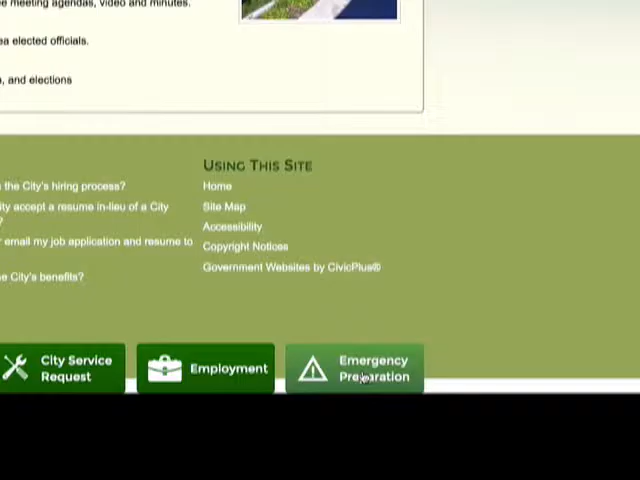 meeting agendas, video and minutes.
elected officials.
, and elections
USING THIS SITE
the City's hiring process?
Home
accept a resume in-lieu of a City
Site Map
?
Accessibility
email my job application and resume to
Copyright Notices
City's benefits?
Government Websites by CivicPlus®
City Service
Request
Employment
Emergency
Preparation